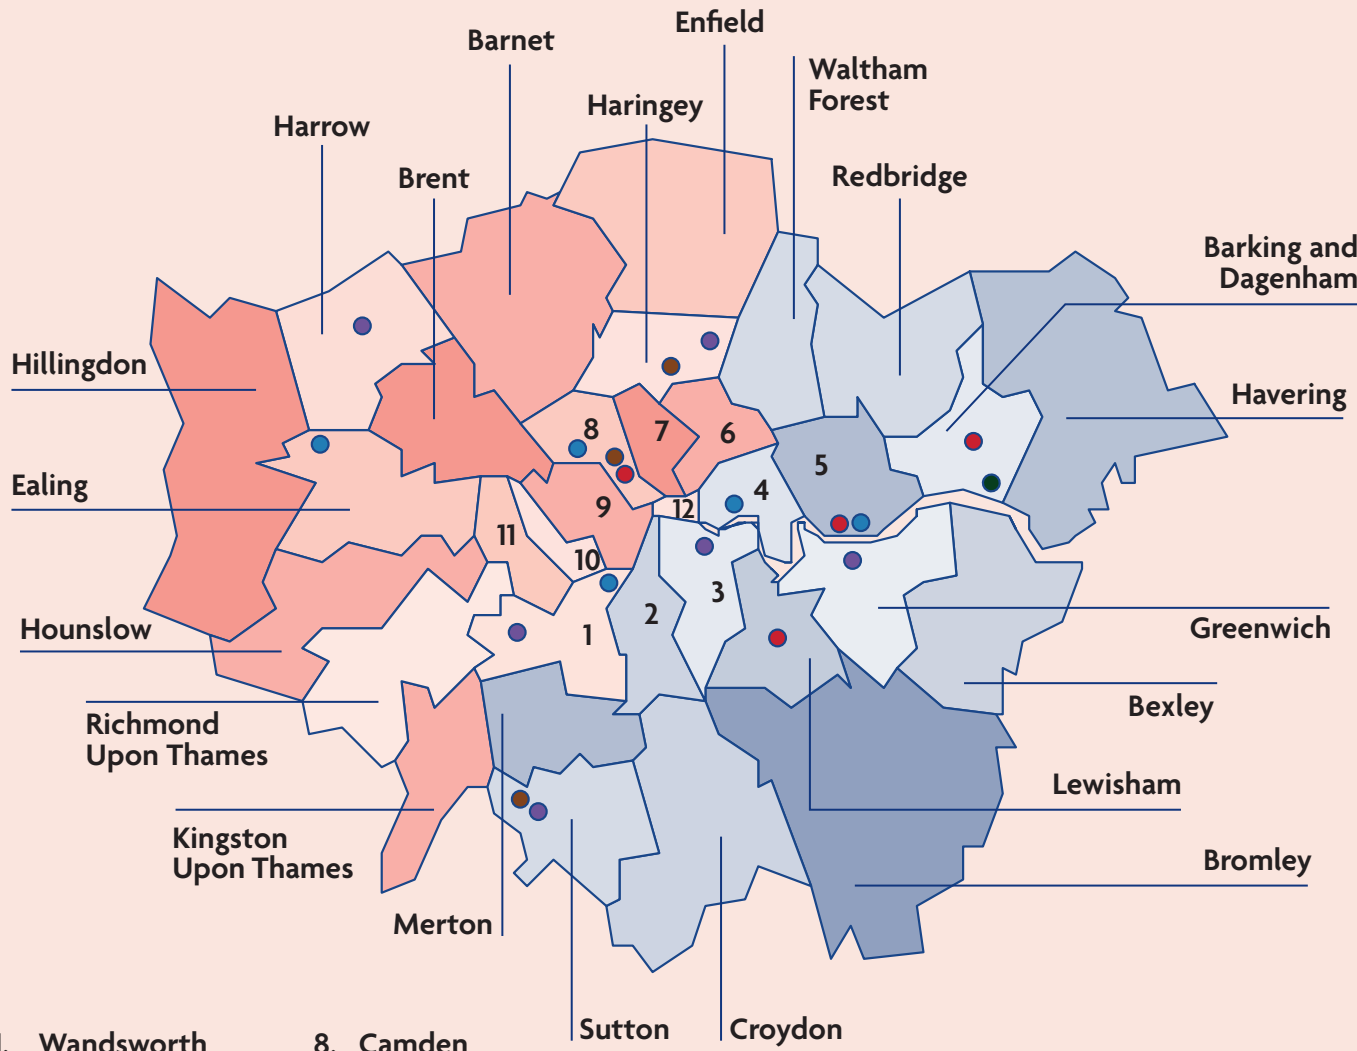 Enfield
Barnet
Waltham
Forest
Haringey
Harrow
Brent
Redbridge
Barking and
Dagenham
Hillingdon
Havering
8
7
6
5
Ealing
4
9
12
11
10
3
2
1
Hounslow
Greenwich
Richmond
Upon Thames
Bexley
Lewisham
Kingston
Upon Thames
Bromley
Merton
Sutton
Croydon
Wandsworth
8. Camden